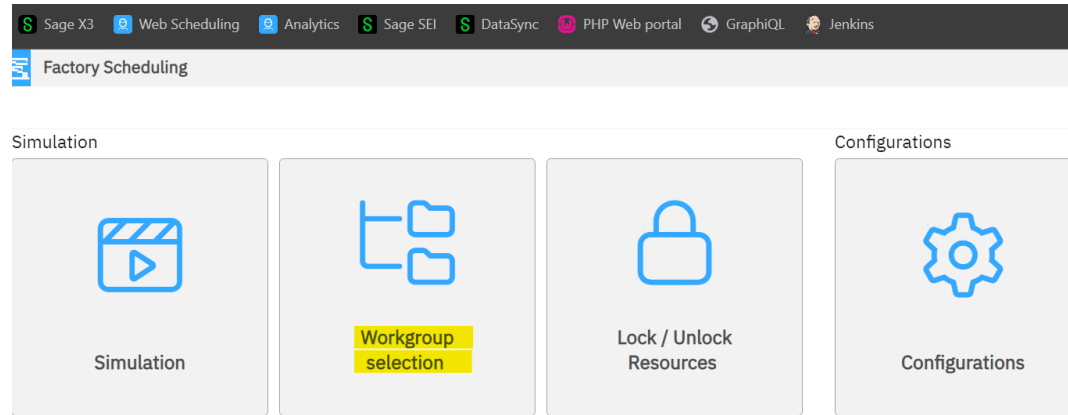 Sage X3 Web Scheduling Analytics Sage SEI DataSync PHP Web portal GraphiQL Jenkins
Factory Scheduling
Simulation Configurations
Workgroup Lock / Unlock
Simulation selection Resources Configurations